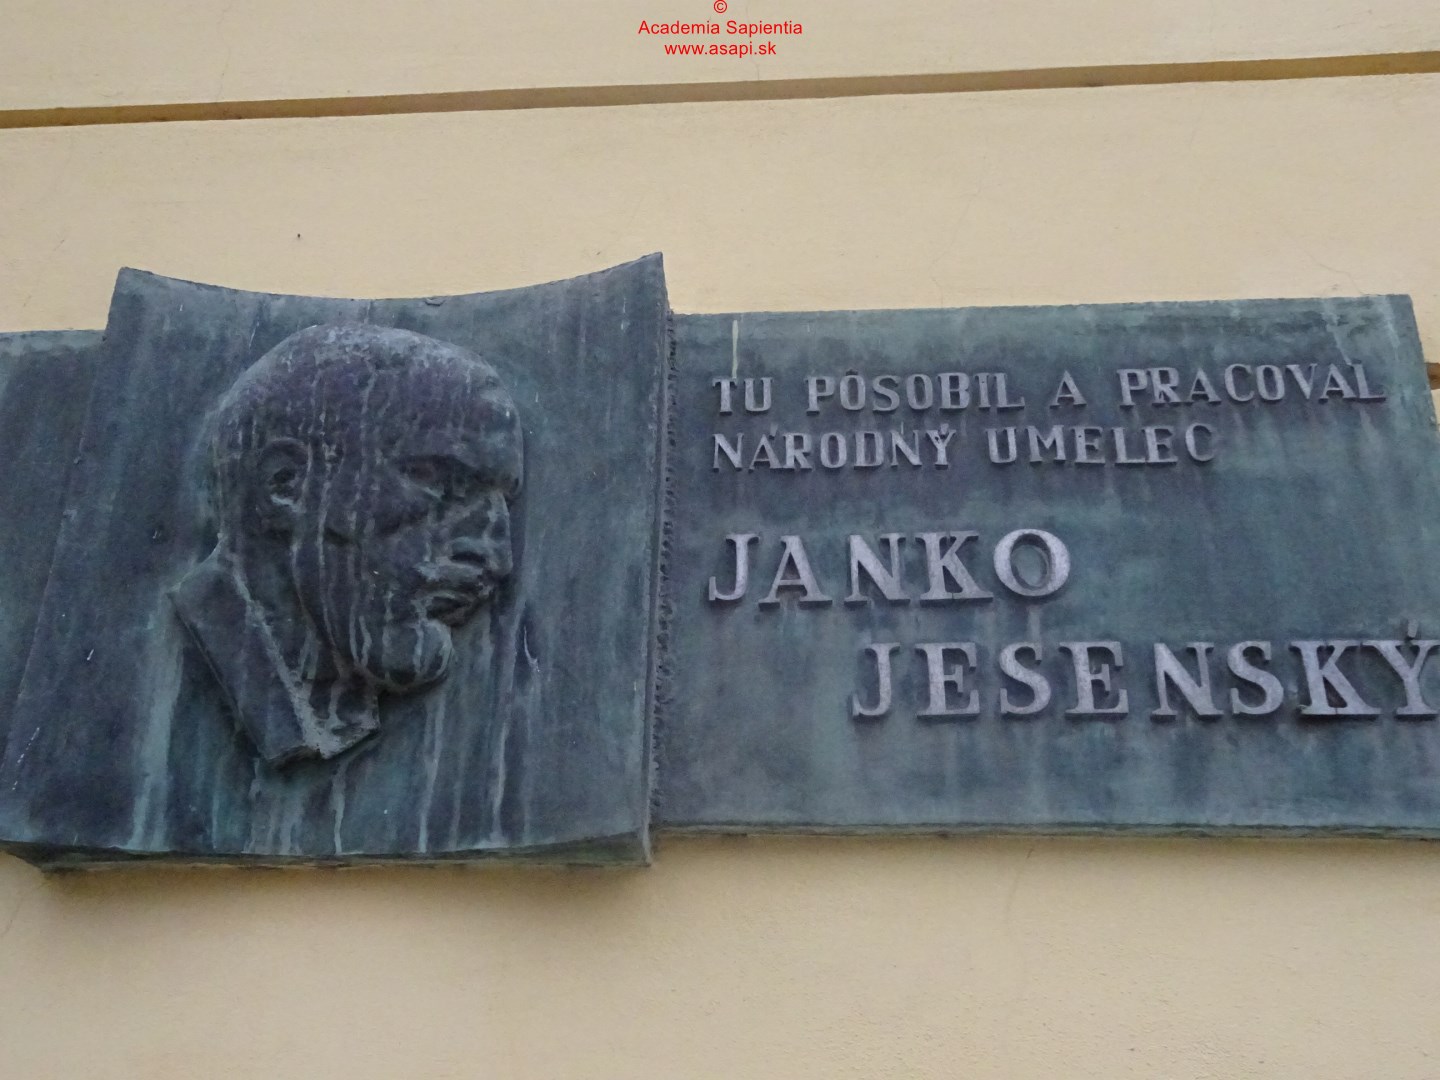 ©
Academia Sapientia
www.asapi.sk
TU PÔSOBIL A PRACOVAL
NÁRODNÝ UMELEC
JANKO
JESENSKÝ